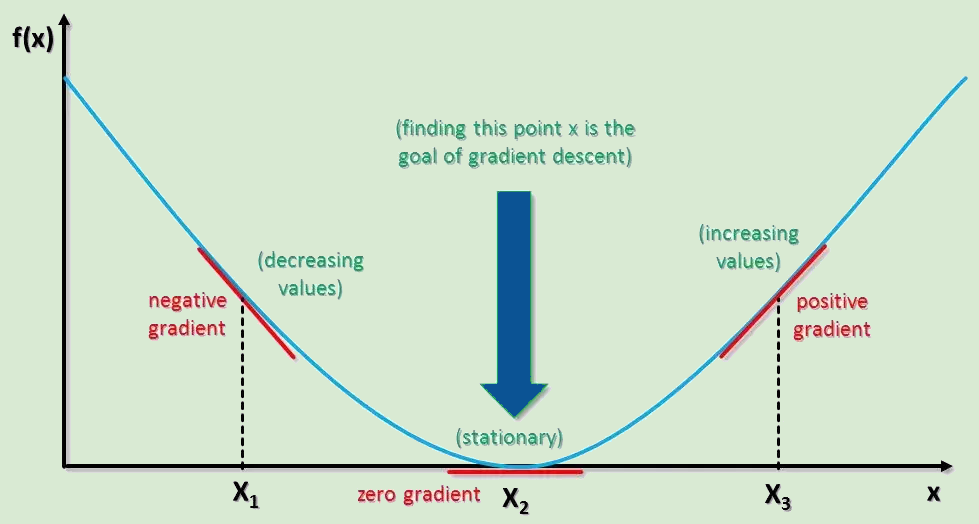 f(x)
(finding this point x is the
goal of gradient descent)
(increasing
values)
(decreasing
values)
negative
gradient
positive
gradient
(stationary)
zero gradient
X₁
X₂
X₃
x